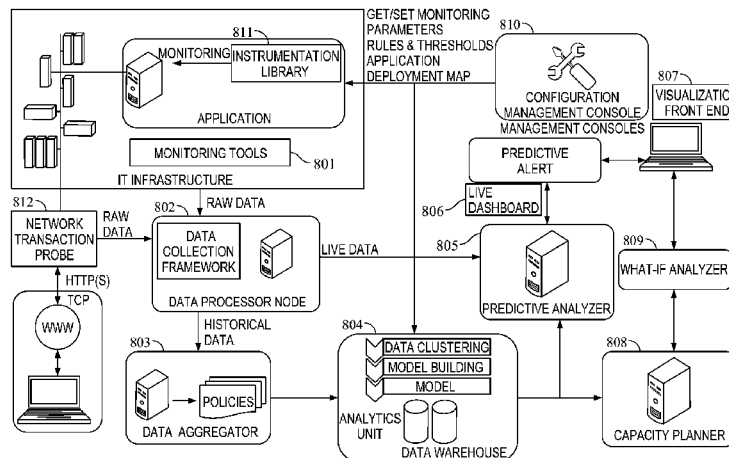 811
MONITORING
INSTRUMENTATION
LIBRARY
APPLICATION
MONITORING TOOLS
801
IT INFRASTRUCTURE
GET/SET MONITORING
PARAMETERS
RULES & THRESHOLDS
APPLICATION
DEPLOYMENT MAP
810
CONFIGURATION
MANAGEMENT CONSOLE
MANAGEMENT CONSOLES
807
VISUALIZATION
FRONT END
PREDICTIVE
ALERT
806
LIVE
DASHBOARD
812
NETWORK
TRANSACTION
PROBE
RAW
DATA
RAW DATA
802
DATA
COLLECTION
FRAMEWORK
DATA PROCESSOR NODE
LIVE DATA
805
PREDICTIVE ANALYZER
809
WHAT-IF ANALYZER
HTTP(S)
TCP
WWW
HISTORICAL
DATA
803
POLICIES
DATA AGGREGATOR
804
DATA CLUSTERING
MODEL BUILDING
MODEL
ANALYTICS
UNIT
DATA WAREHOUSE
808
CAPACITY PLANNER